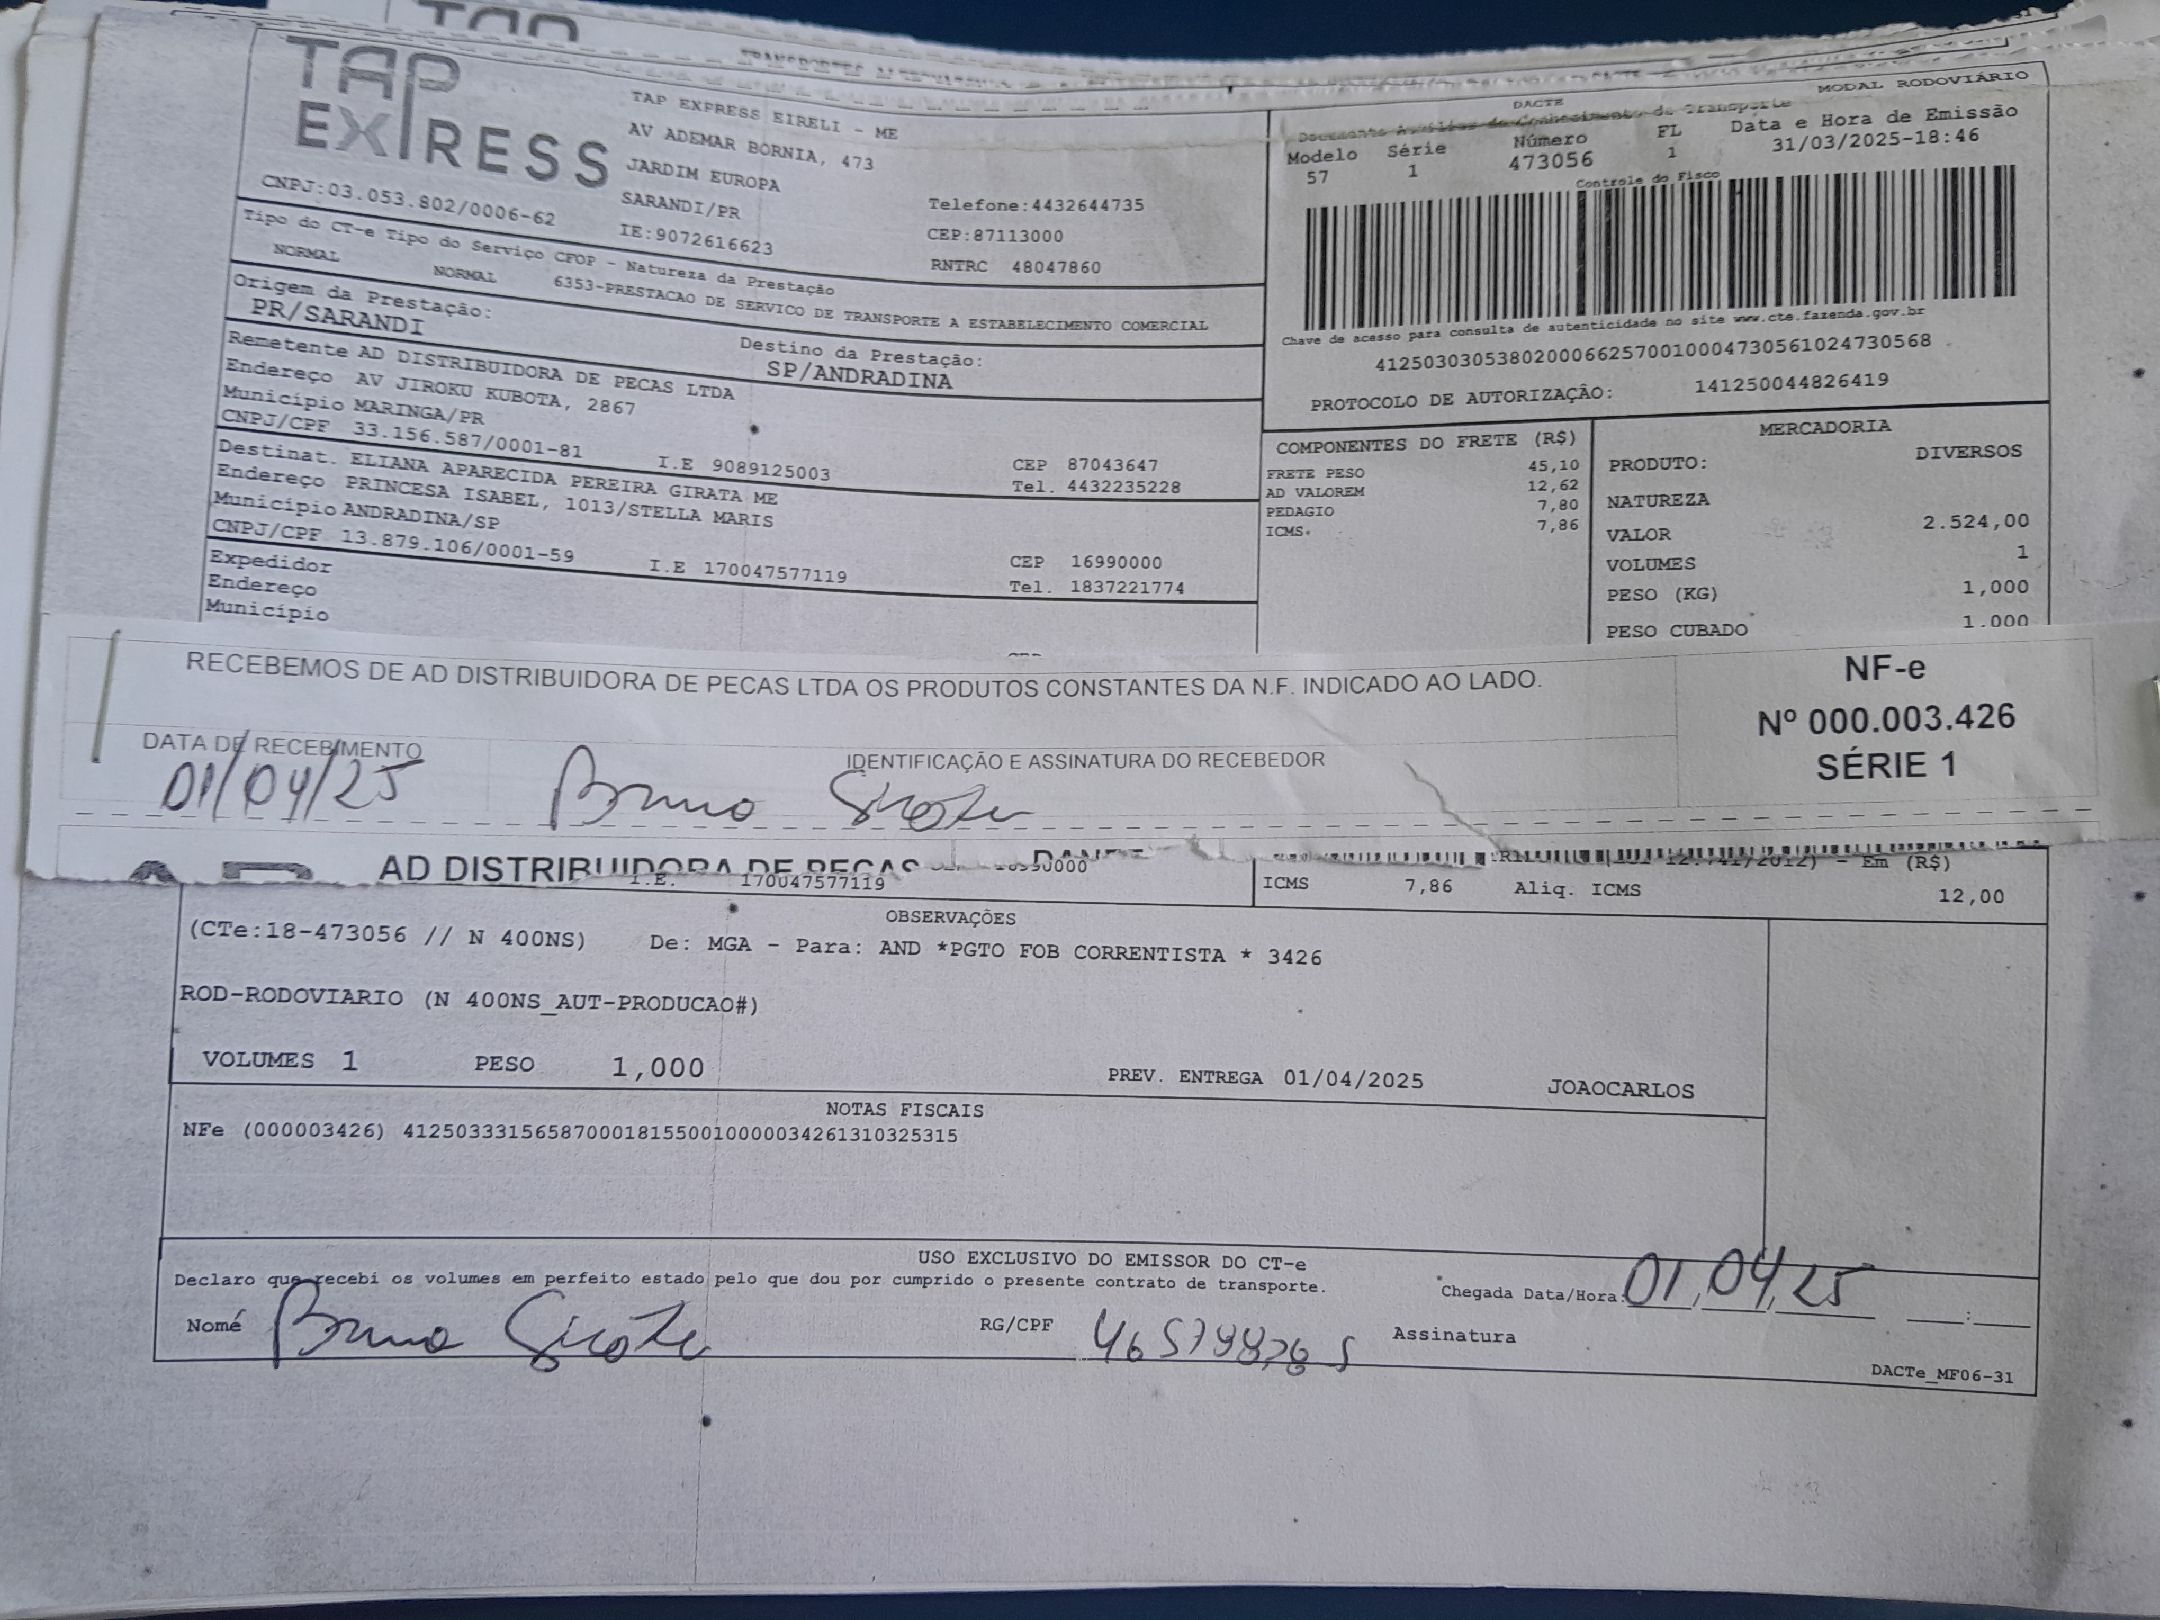 TAP
EXPRESS
TAP EXPRESS EIRELI - ME
AV ADEMAR BORNIA, 473
JARDIM EUROPA
SARANDI/PR
IE:9072616623
CNPJ:03.053.802/0006-62
Telefone:4432644735
CEP:87113000
RNTRC 48047860
DACTE
MODAL RODOVIÁRIO
Documento Auxiliar do Conhecimento de Transporte
Modelo Série Número FL Data e Hora de Emissão
57 1 473056 1 31/03/2025-18:46
Controle do Fisco
Chave de acesso para consulta de autenticidade no site www.cte.fazenda.gov.br
41250303053802000662570010004730561024730568
PROTOCOLO DE AUTORIZAÇÃO: 141250044826419
Tipo do CT-e Tipo do Serviço CFOP - Natureza da Prestação
NORMAL NORMAL 6353-PRESTACAO DE SERVICO DE TRANSPORTE A ESTABELECIMENTO COMERCIAL
Origem da Prestação:
PR/SARANDI
Destino da Prestação:
SP/ANDRADINA
Remetente AD DISTRIBUIDORA DE PECAS LTDA
Endereço AV JIROKU KUBOTA, 2867
Município MARINGA/PR
CEP 87043647
CNPJ/CPF 33.156.587/0001-81 I.E 9089125003 Tel. 4432235228
Destinat. ELIANA APARECIDA PEREIRA GIRATA ME
Endereço PRINCESA ISABEL, 1013/STELLA MARIS
Município ANDRADINA/SP
CEP 16990000
CNPJ/CPF 13.879.106/0001-59 I.E 170047577119 Tel. 1837221774
Expedidor
Endereço
Município
COMPONENTES DO FRETE (R$)
FRETE PESO 45,10
AD VALOREM 12,62
PEDAGIO 7,80
ICMS. 7,86
MERCADORIA
PRODUTO: DIVERSOS
NATUREZA
VALOR 2.524,00
VOLUMES 1
PESO (KG) 1,000
PESO CUBADO 1.000
RECEBEMOS DE AD DISTRIBUIDORA DE PECAS LTDA OS PRODUTOS CONSTANTES DA N.F. INDICADO AO LADO.
NF-e
Nº 000.003.426
SÉRIE 1
DATA DE RECEBIMENTO
01/04/25
IDENTIFICAÇÃO E ASSINATURA DO RECEBEDOR
Bruno
AD DISTRIBUIDORA DE PECAS
I.E. 170047577119
12.741/2012) - Em (R$)
ICMS 7,86 Aliq. ICMS 12,00
OBSERVAÇÕES
(CTe:18-473056 // N 400NS) De: MGA - Para: AND *PGTO FOB CORRENTISTA * 3426
ROD-RODOVIARIO (N 400NS_AUT-PRODUCAO#)
VOLUMES 1 PESO 1,000 PREV. ENTREGA 01/04/2025 JOAOCARLOS
NOTAS FISCAIS
NFe (000003426) 41250333156587000181550010000034261310325315
USO EXCLUSIVO DO EMISSOR DO CT-e
Declaro que recebi os volumes em perfeito estado pelo que dou por cumprido o presente contrato de transporte.
Chegada Data/Hora: 01,04,25 :
Nome Bruno RG/CPF Assinatura
DACTe_MF06-31